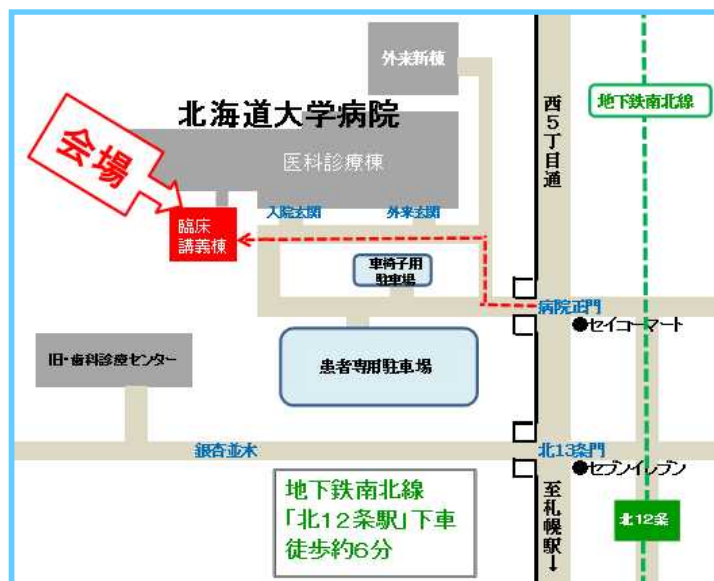 外来新棟
北海道大学病院
医科診療棟
会場
臨床
講義棟
入院玄関
外来玄関
車椅子用
駐車場
西5丁目通
地下鉄南北線
病院正門
●セイコーマート
旧・歯科診療センター
患者専用駐車場
銀杏並木
北13条門
●セブンイレブン
地下鉄南北線
「北12条駅」下車
徒歩約6分
至札幌駅↓
北12条